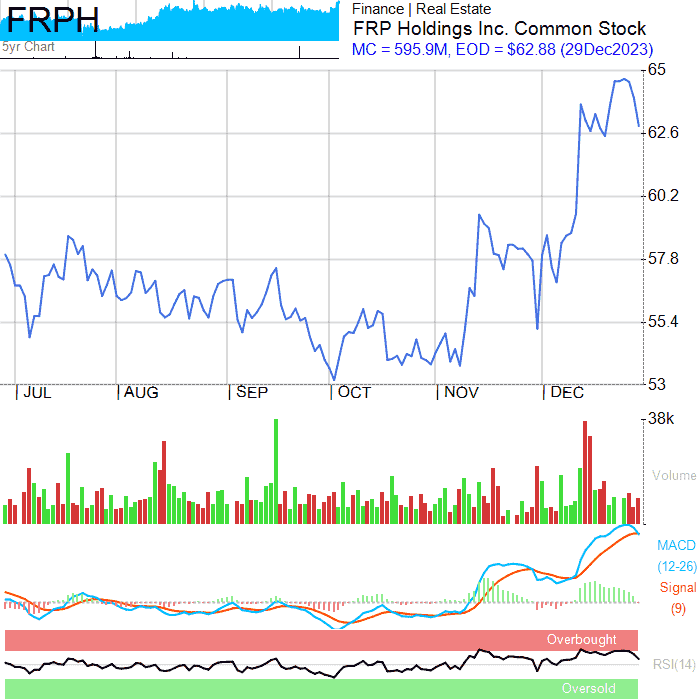 FRPH
5yr Chart
Finance | Real Estate
FRP Holdings Inc. Common Stock
MC = 595.9M, EOD = $62.88 (29Dec2023)
65
62.6
60.2
57.8
55.4
53
|JUL |AUG |SEP |OCT |NOV |DEC
38k
Volume
MACD
(12-26)
Signal
(9)
Overbought
RSI(14)
Oversold